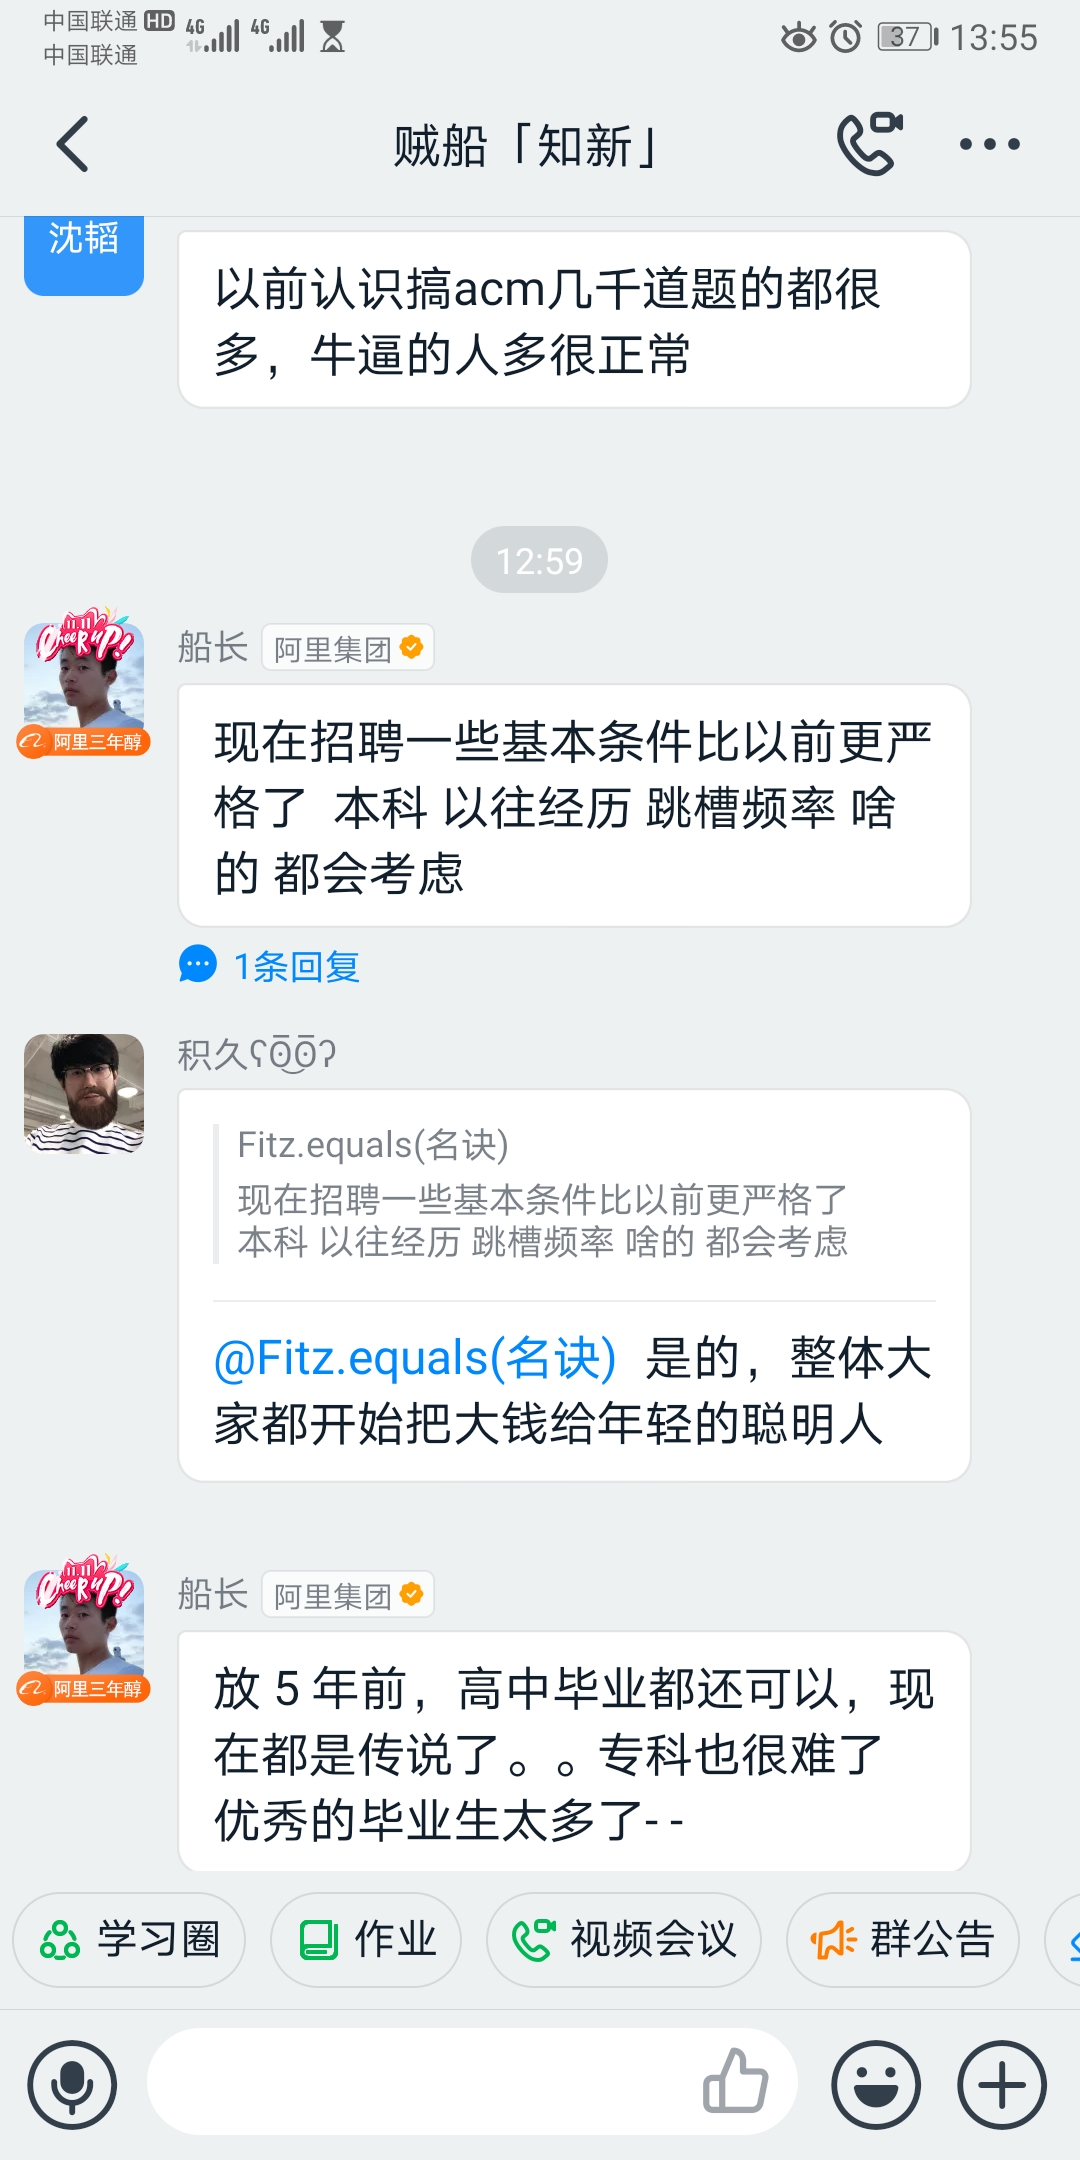 中国联通 HD 4G 4G 37 13:55
中国联通
贼船「知新」
沈韬
以前认识搞acm几千道题的都很
多，牛逼的人多很正常
12:59
11.11
CheeR UP!
船长 阿里集团
阿里三年醇
现在招聘一些基本条件比以前更严
格了 本科 以往经历 跳槽频率 啥
的 都会考虑
1条回复
积久ʕʘ̅͜ʘ̅ʔ
Fitz.equals(名诀)
现在招聘一些基本条件比以前更严格了
本科 以往经历 跳槽频率 啥的 都会考虑
@Fitz.equals(名诀) 是的，整体大
家都开始把大钱给年轻的聪明人
11.11
CheeR UP!
船长 阿里集团
阿里三年醇
放 5 年前，高中毕业都还可以，现
在都是传说了。。专科也很难了
优秀的毕业生太多了- -
学习圈 作业 视频会议 群公告